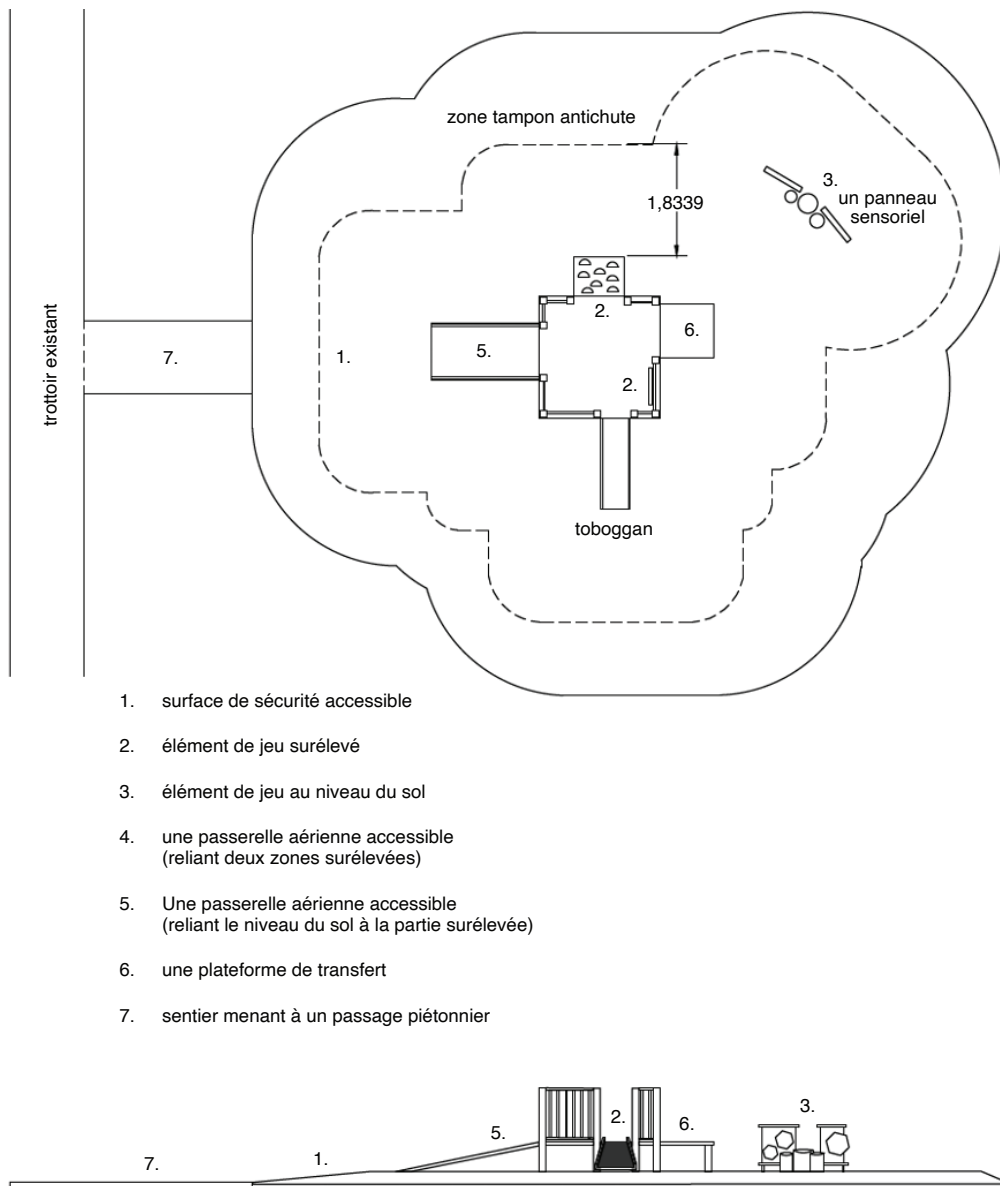 zone tampon antichute
3.
un panneau
sensoriel
1,8339
2.
6.
trottoir existant
7.
1.
5.
2.
toboggan
1. surface de sécurité accessible
2. élément de jeu surélevé
3. élément de jeu au niveau du sol
4. une passerelle aérienne accessible
(reliant deux zones surélevées)
5. Une passerelle aérienne accessible
(reliant le niveau du sol à la partie surélevée)
6. une plateforme de transfert
7. sentier menant à un passage piétonnier
7.
1.
5.
2.
6.
3.